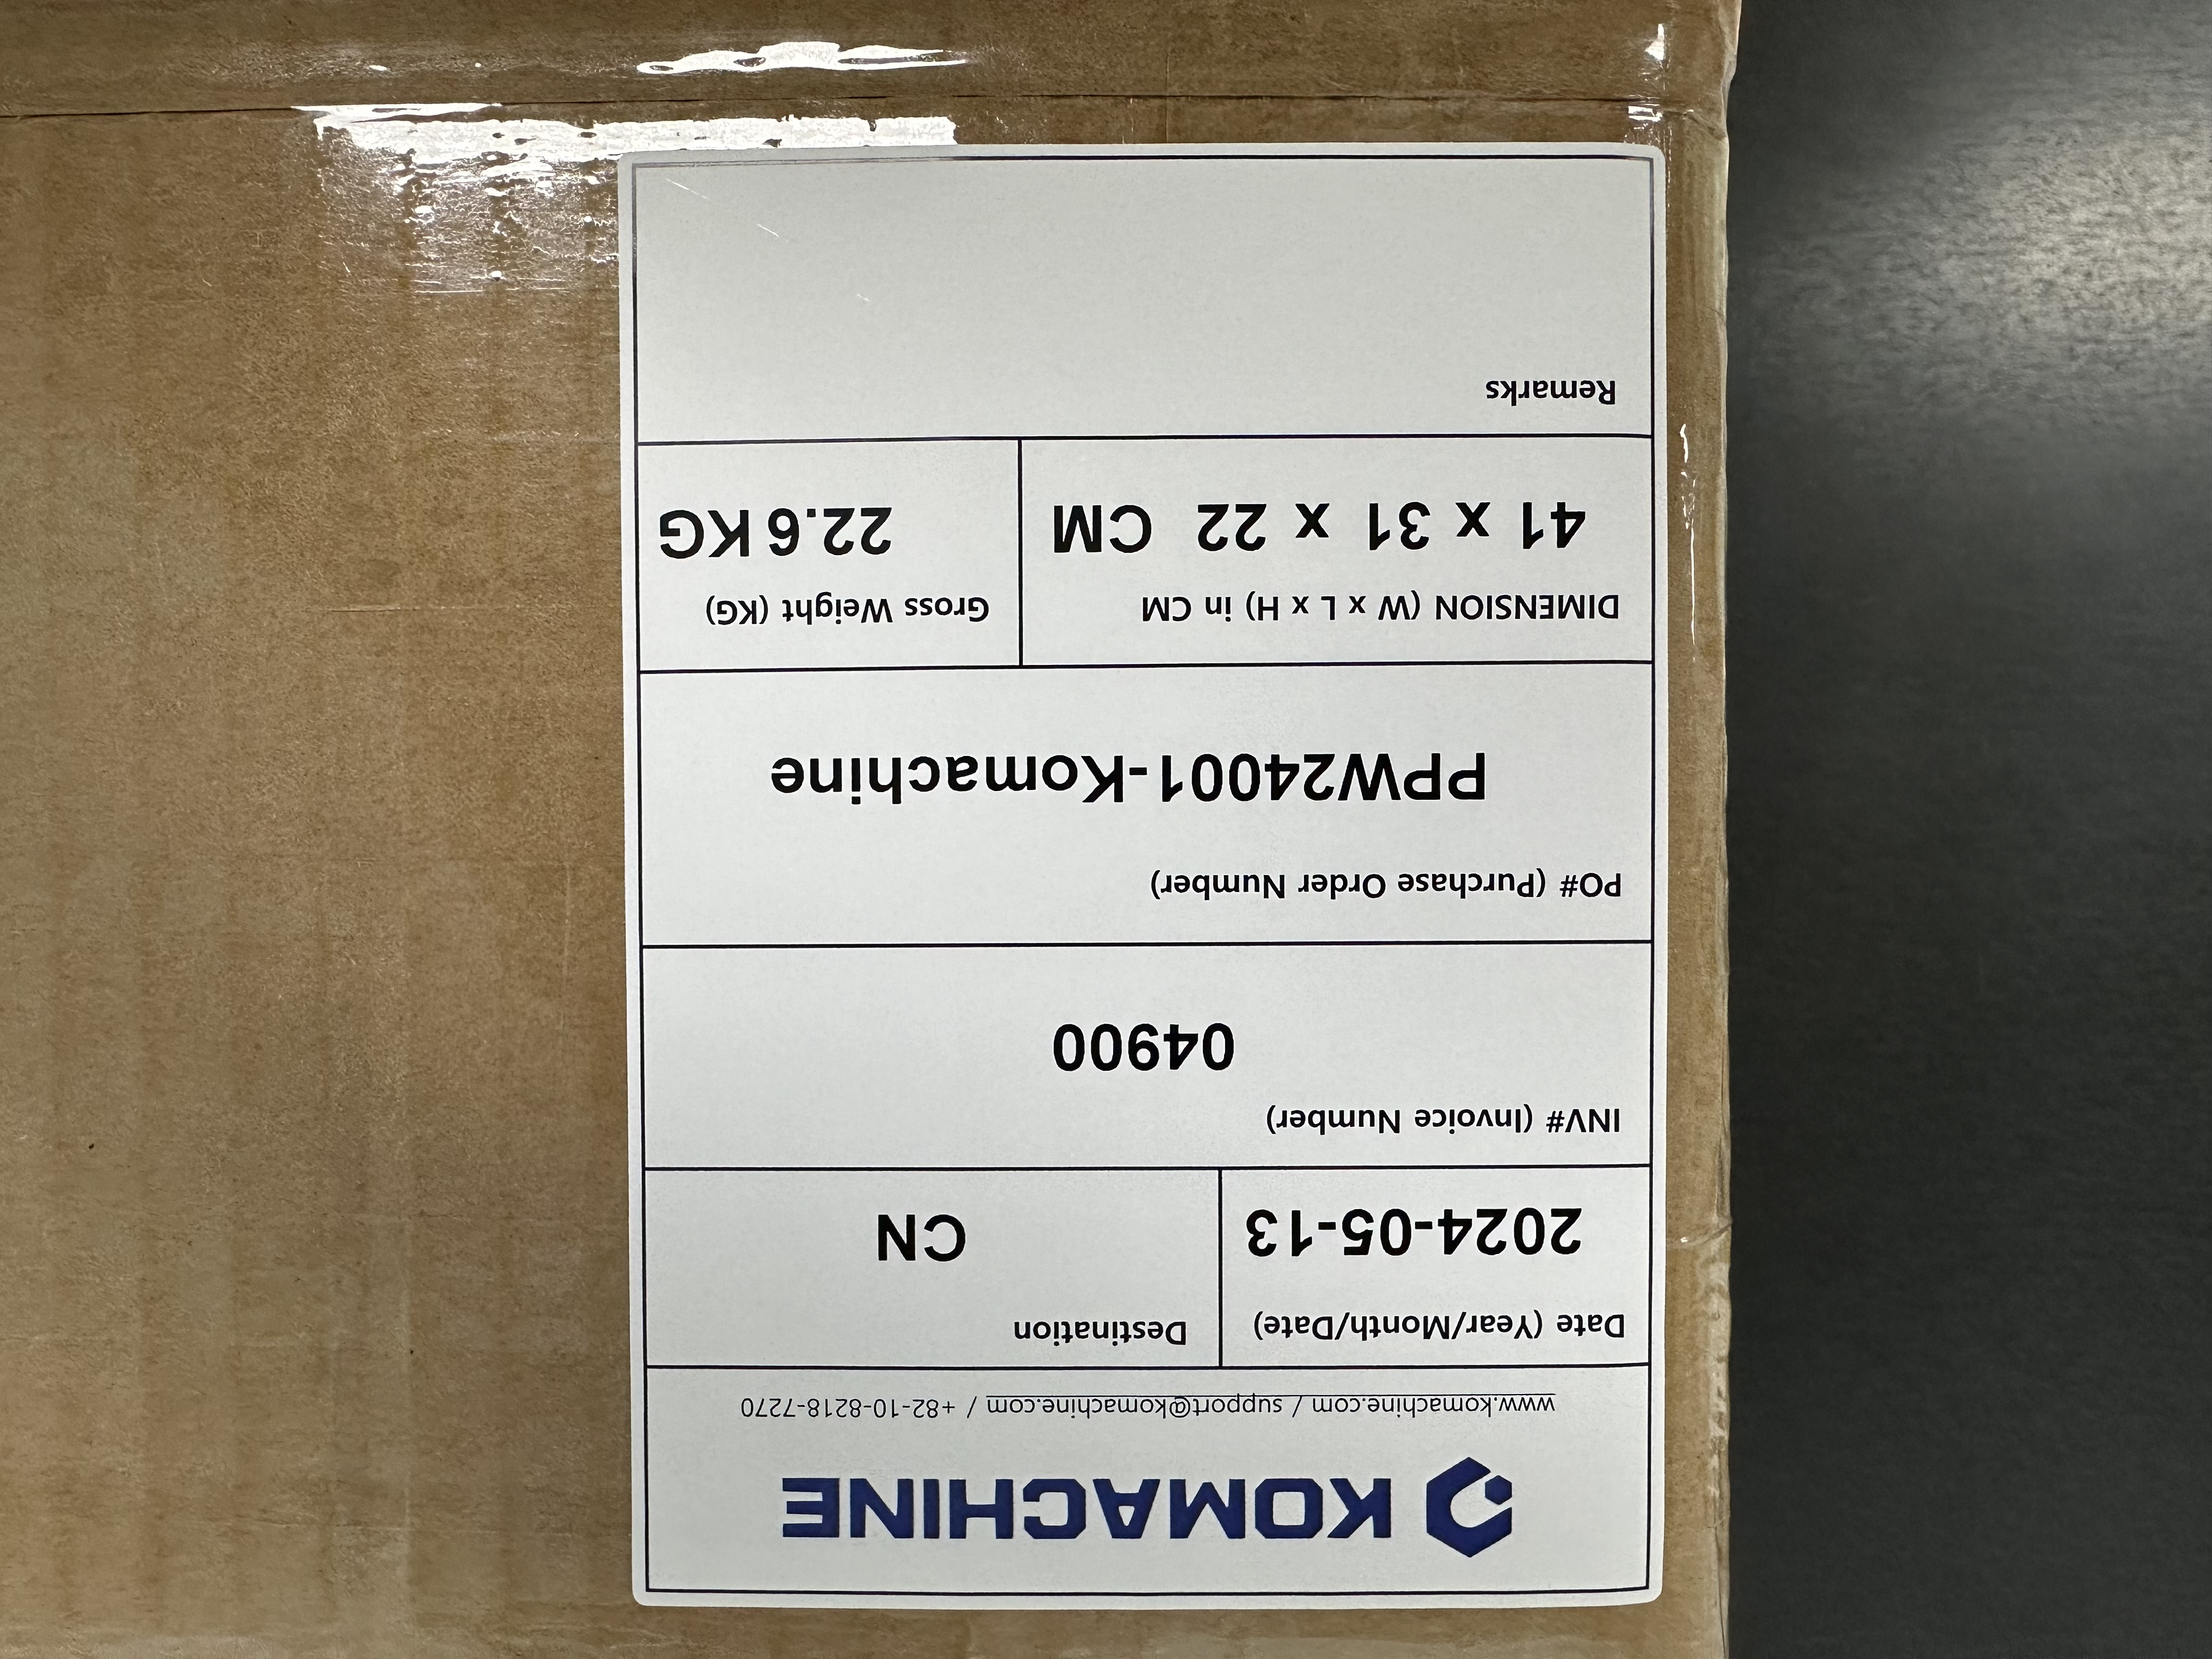 KOMACHINE
www.komachine.com / support@komachine.com / +82-10-8218-7270
Date (Year/Month/Date) Destination
2024-05-13 CN
INV# (Invoice Number)
04900
PO# (Purchase Order Number)
PPW24001-Komachine
DIMENSION (W x L x H) in CM Gross Weight (KG)
41 x 31 x 22 CM 22.6 KG
Remarks